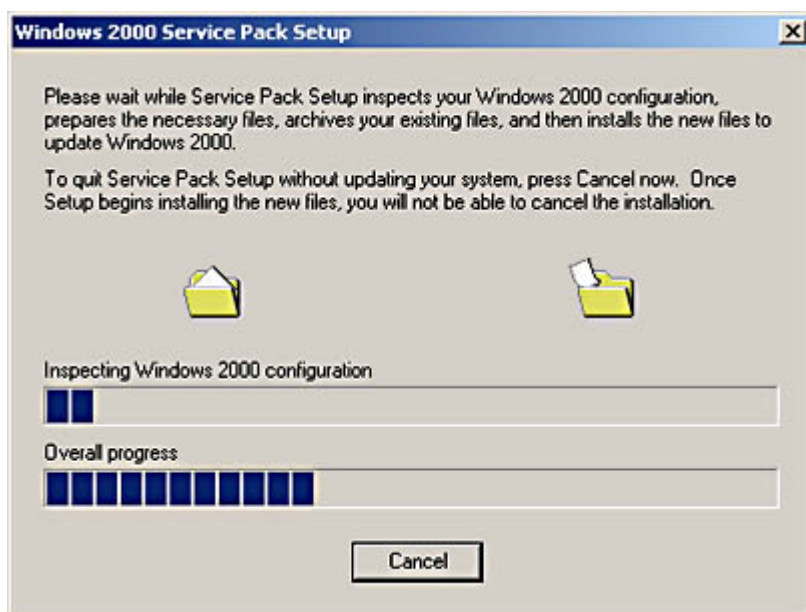 Windows 2000 Service Pack Setup
Please wait while Service Pack Setup inspects your Windows 2000 configuration,
prepares the necessary files, archives your existing files, and then installs the new files to
update Windows 2000.
To quit Service Pack Setup without updating your system, press Cancel now. Once
Setup begins installing the new files, you will not be able to cancel the installation.
Inspecting Windows 2000 configuration
Overall progress
Cancel